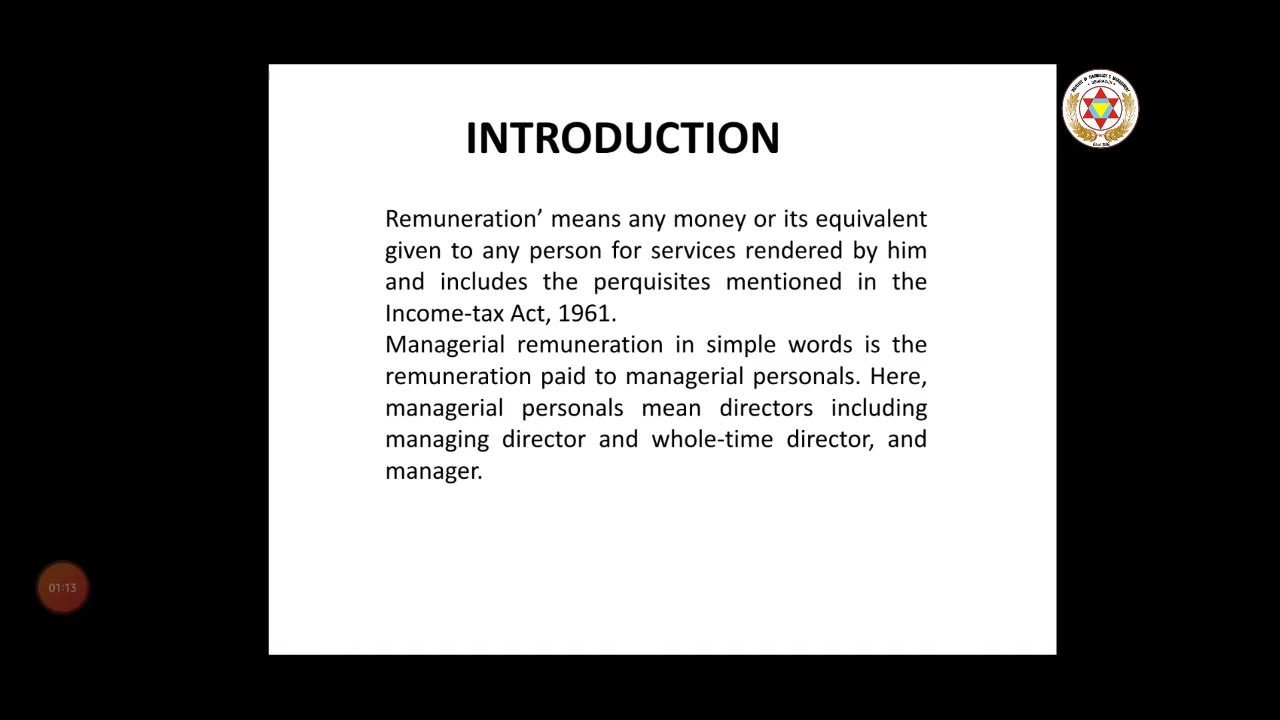 INTRODUCTION
Remuneration’ means any money or its equivalent
given to any person for services rendered by him
and includes the perquisites mentioned in the
Income-tax Act, 1961.
Managerial remuneration in simple words is the
remuneration paid to managerial personals. Here,
managerial personals mean directors including
managing director and whole-time director, and
manager.
01:13